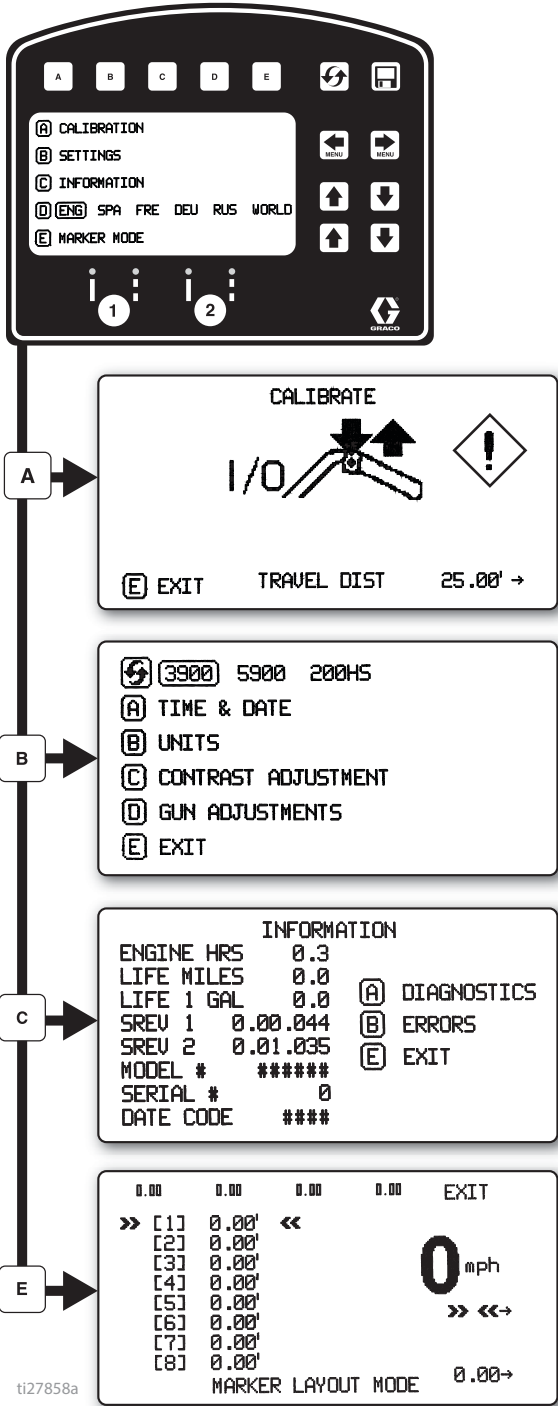 A B C D E
A CALIBRATION
B SETTINGS
C INFORMATION
D ENG SPA FRE DEU RUS WORLD
E MARKER MODE
MENU MENU
1 2
GRACO
A
CALIBRATE
I/O
!
E EXIT TRAVEL DIST 25.00' →
B
3900 5900 200HS
A TIME & DATE
B UNITS
C CONTRAST ADJUSTMENT
D GUN ADJUSTMENTS
E EXIT
C
INFORMATION
ENGINE HRS 0.3
LIFE MILES 0.0
LIFE 1 GAL 0.0
SREV 1 0.00.044
SREV 2 0.01.035
MODEL # ######
SERIAL # 0
DATE CODE ####
A DIAGNOSTICS
B ERRORS
E EXIT
E
0.00 0.00 0.00 0.00 EXIT
>> [1] 0.00' <<
[2] 0.00'
[3] 0.00'
[4] 0.00'
[5] 0.00'
[6] 0.00'
[7] 0.00'
[8] 0.00'
0 mph
>> <<→
MARKER LAYOUT MODE 0.00→
ti27858a